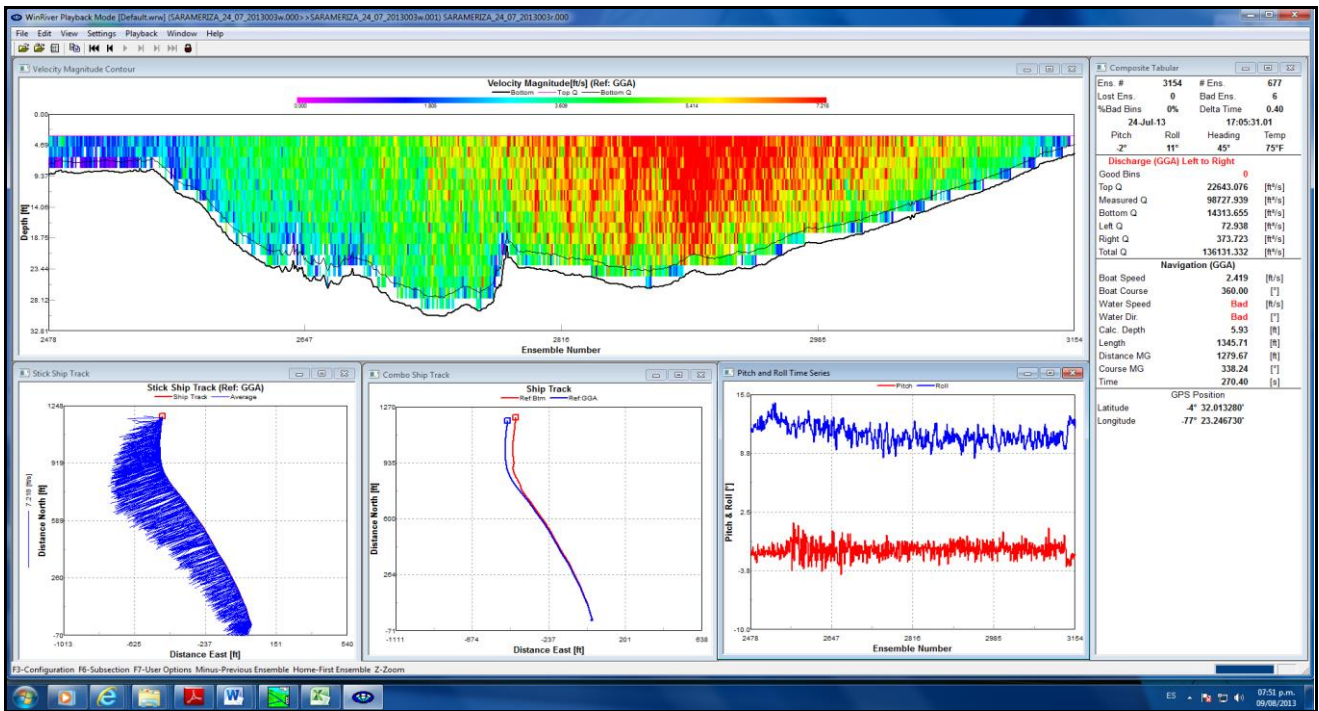 WinRiver Playback Mode [Default.wrw] (SARAMERIZA_24_07_2013003w.000>>SARAMERIZA_24_07_2013003w.001) SARAMERIZA_24_07_2013003r.000
File Edit View Settings Playback Window Help
Velocity Magnitude Contour
Velocity Magnitude[ft/s] (Ref: GGA)
Bottom Top Q Bottom Q
0.000 1.805 3.609 5.414 7.218
0.00
4.69
9.37
14.06
18.75
23.44
28.12
32.81
Depth [ft]
2478 2647 2816 2985 3154
Ensemble Number
Stick Ship Track
Stick Ship Track (Ref: GGA)
Ship Track Average
1248
919
589
260
-70
7.218 [ft/s]
Distance North [ft]
-1013 -625 -237 151 540
Distance East [ft]
Combo Ship Track
Ship Track
Ref Btm Ref GGA
1270
935
600
264
-71
Distance North [ft]
-1111 -674 -237 201 638
Distance East [ft]
Pitch and Roll Time Series
Pitch Roll
15.0
8.8
2.5
-3.8
-10.0
Pitch & Roll [°]
2478 2647 2816 2985 3154
Ensemble Number
Composite Tabular
Ens. # 3154 # Ens. 677
Lost Ens. 0 Bad Ens. 6
%Bad Bins 0% Delta Time 0.40
24-Jul-13 17:05:31.01
Pitch Roll Heading Temp
-2° 11° 45° 75°F
Discharge (GGA) Left to Right
Good Bins 0
Top Q 22643.076 [ft³/s]
Measured Q 98727.939 [ft³/s]
Bottom Q 14313.655 [ft³/s]
Left Q 72.938 [ft³/s]
Right Q 373.723 [ft³/s]
Total Q 136131.332 [ft³/s]
Navigation (GGA)
Boat Speed 2.419 [ft/s]
Boat Course 360.00 [°]
Water Speed Bad [ft/s]
Water Dir. Bad [°]
Calc. Depth 5.93 [ft]
Length 1345.71 [ft]
Distance MG 1279.67 [ft]
Course MG 338.24 [°]
Time 270.40 [s]
GPS Position
Latitude -4° 32.013280'
Longitude -77° 23.246730'
F3-Configuration F6-Subsection F7-User Options Minus-Previous Ensemble Home-First Ensemble Z-Zoom
ES
07:51 p.m.
09/08/2013